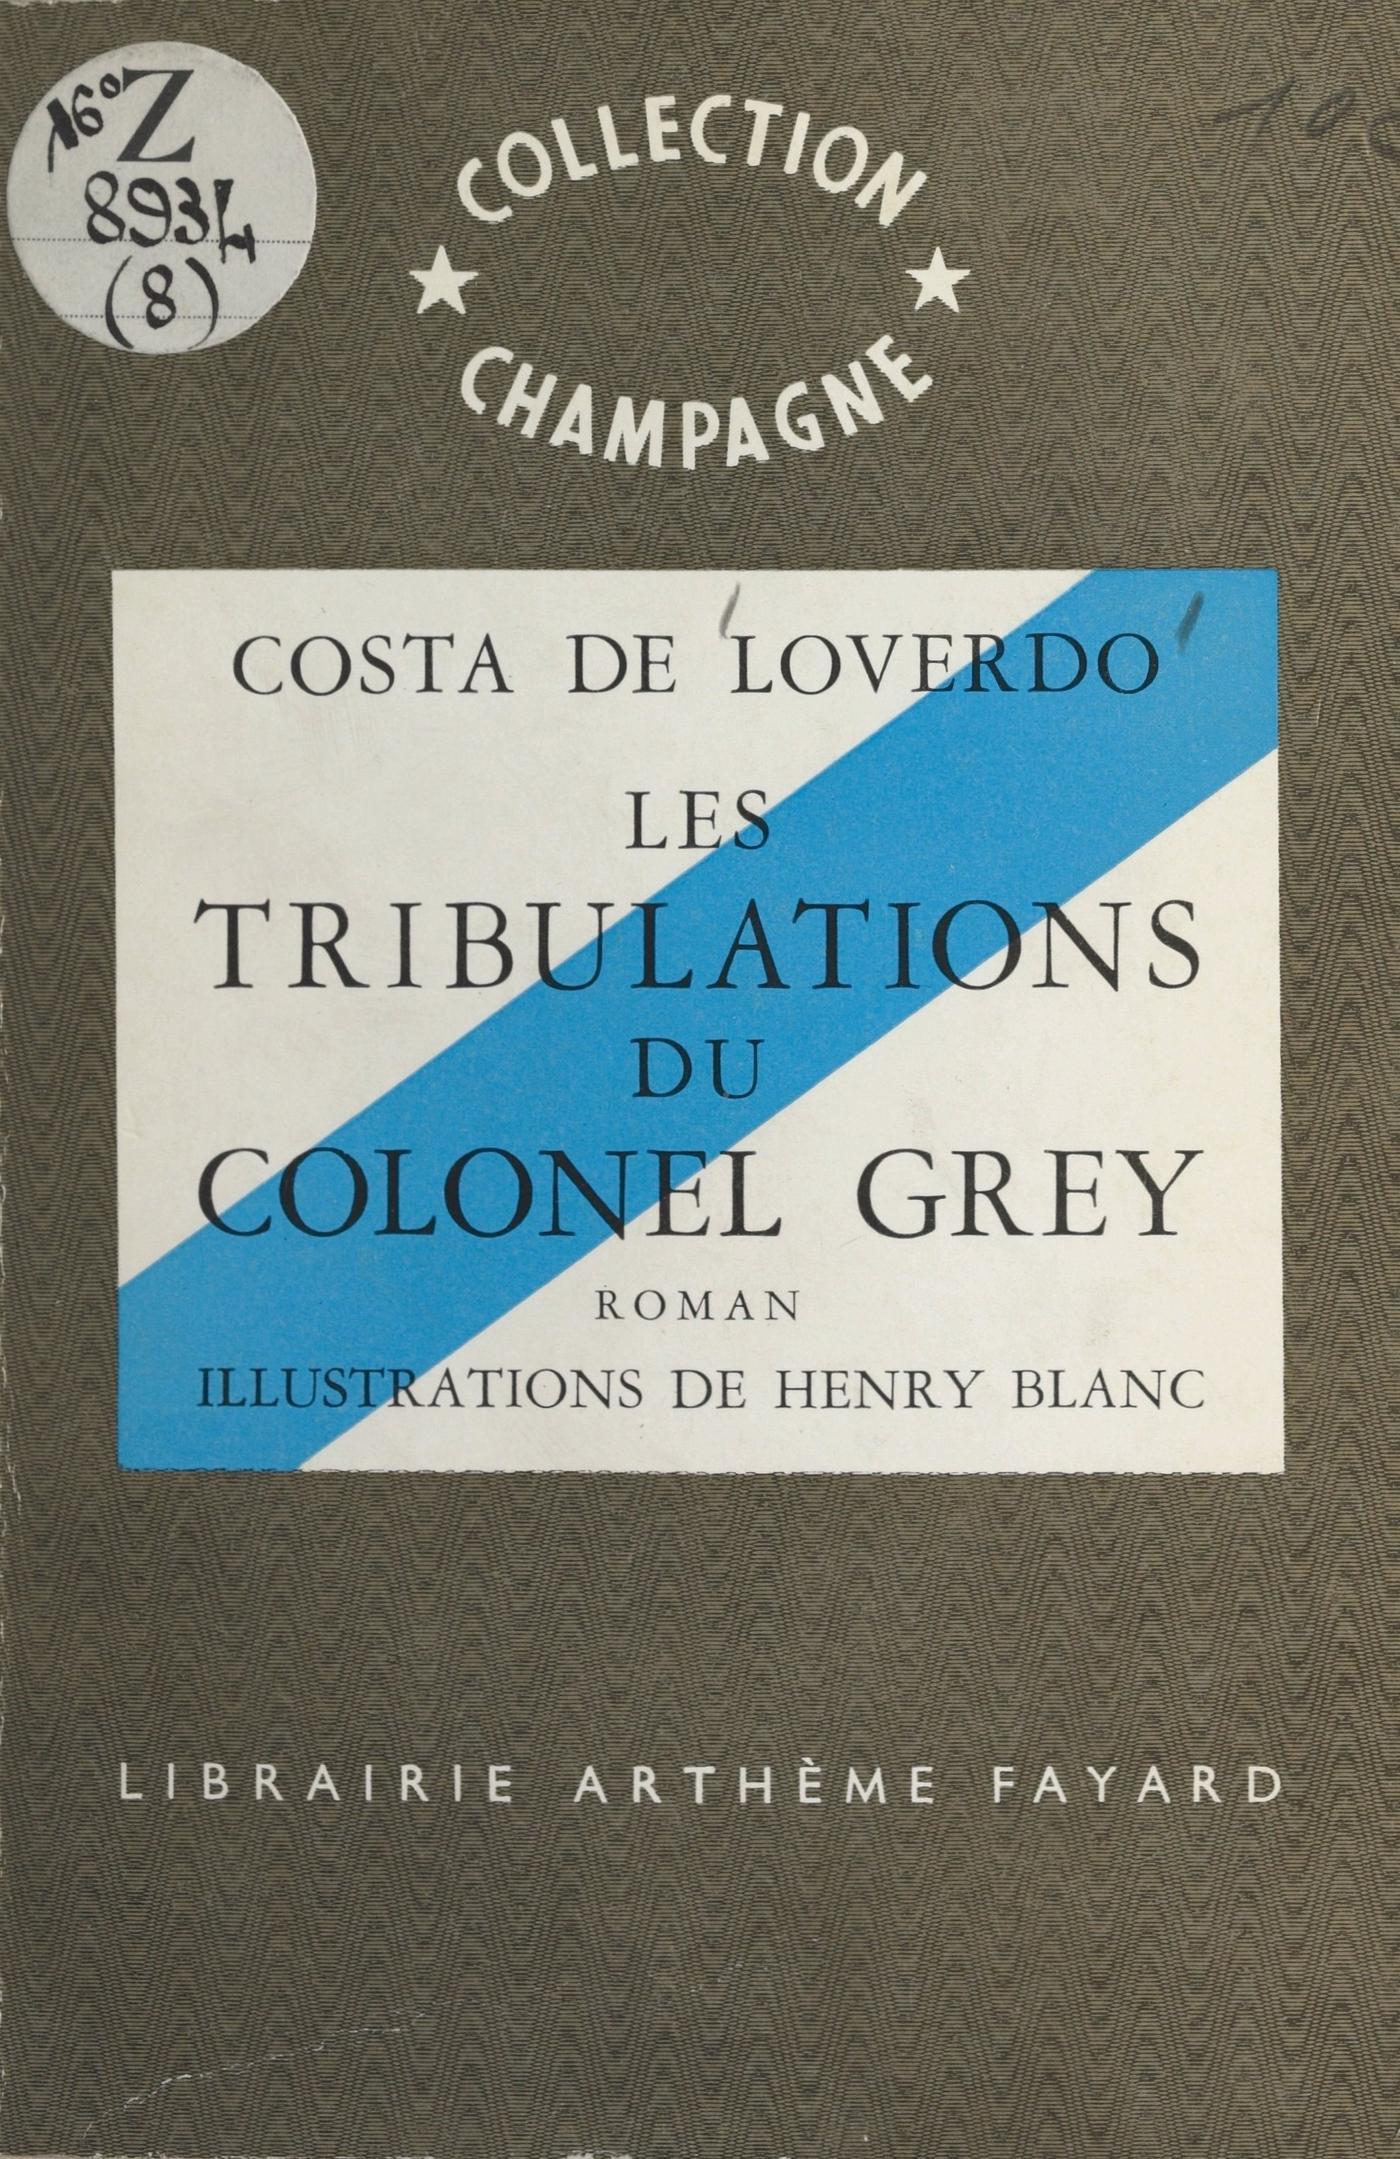 16º Z
8934
(8)
COLLECTION
CHAMPAGNE
COSTA DE LOVERDO
LES
TRIBULATIONS
DU
COLONEL GREY
ROMAN
ILLUSTRATIONS DE HENRY BLANC
LIBRAIRIE ARTHÈME FAYARD